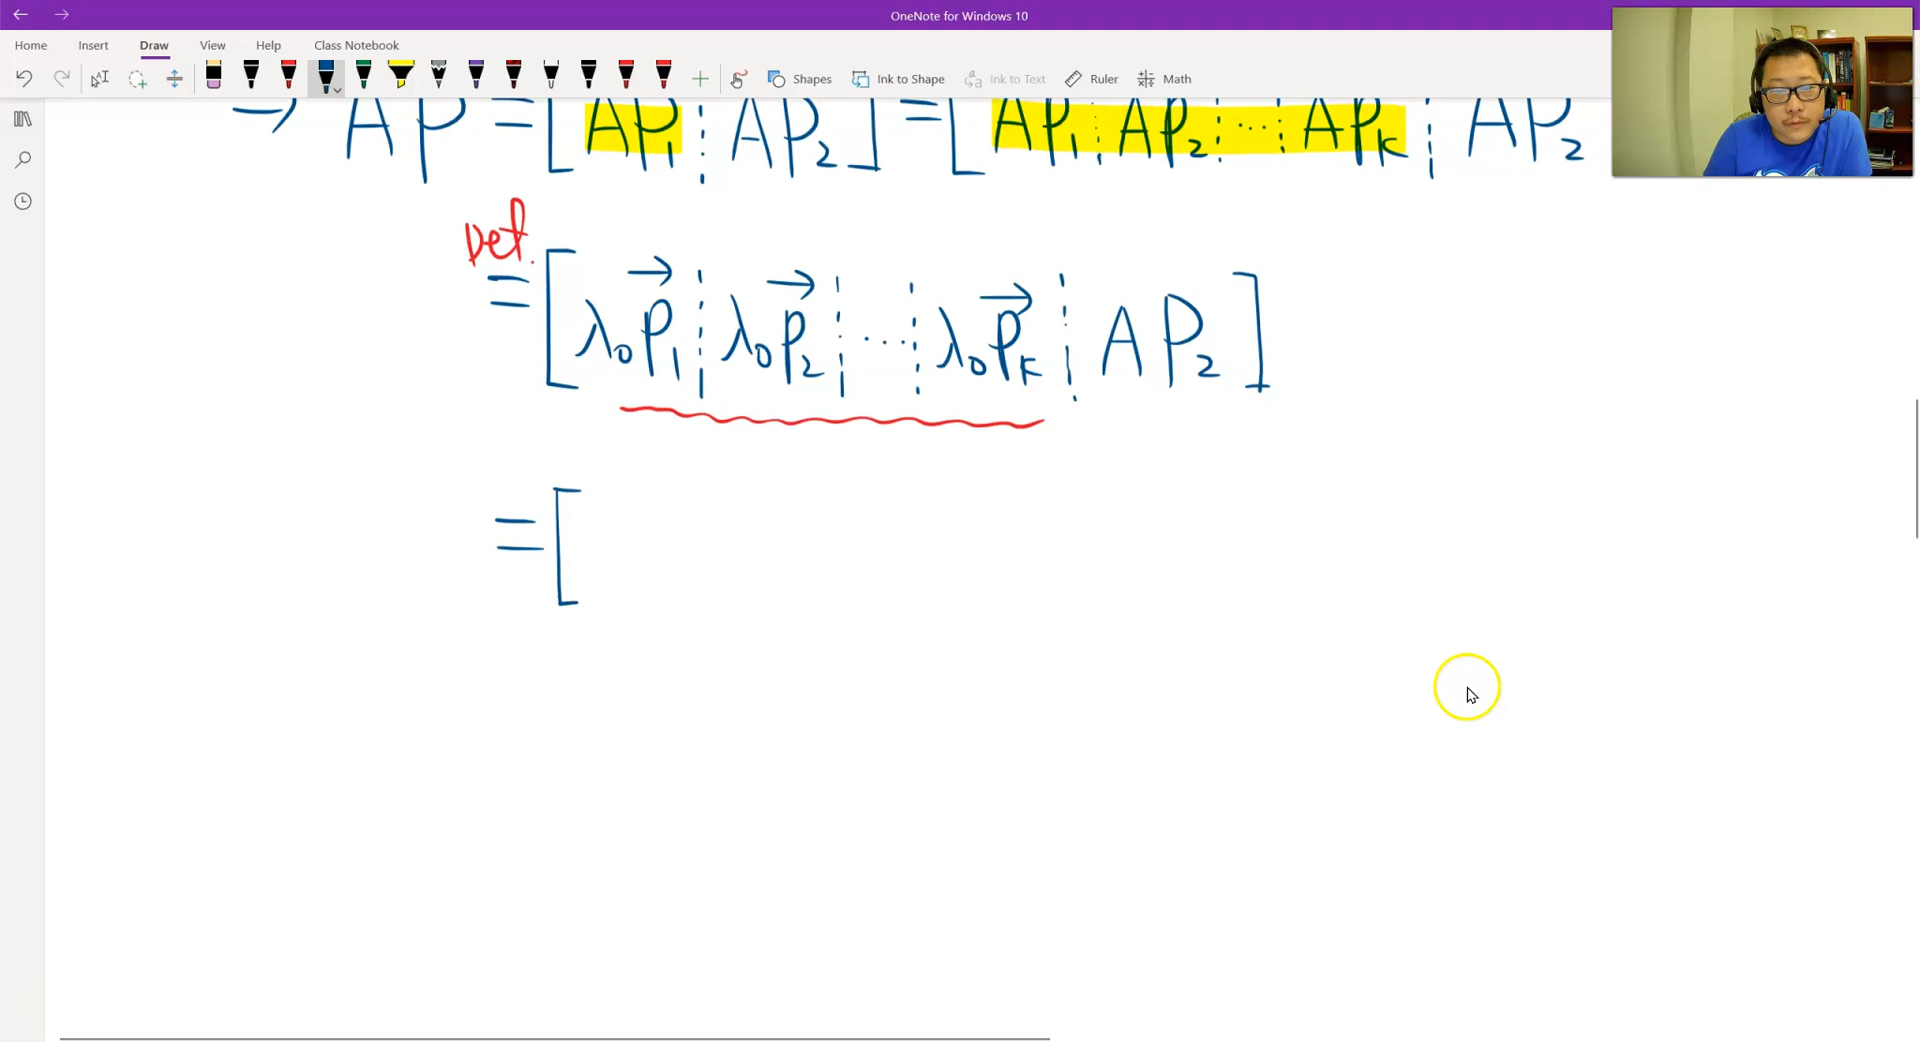 OneNote for Windows 10
Home Insert Draw View Help Class Notebook
Shapes Ink to Shape Ink to Text Ruler Math
→ AP = [AP₁ ⋮ AP₂] = [AP₁ ⋮ AP₂ ⋮ ⋯ ⋮ APₖ ⋮ AP₂
Def.
= [λ₀p⃗₁ ⋮ λ₀p⃗₂ ⋮ ⋯ ⋮ λ₀p⃗ₖ ⋮ AP₂]
= [